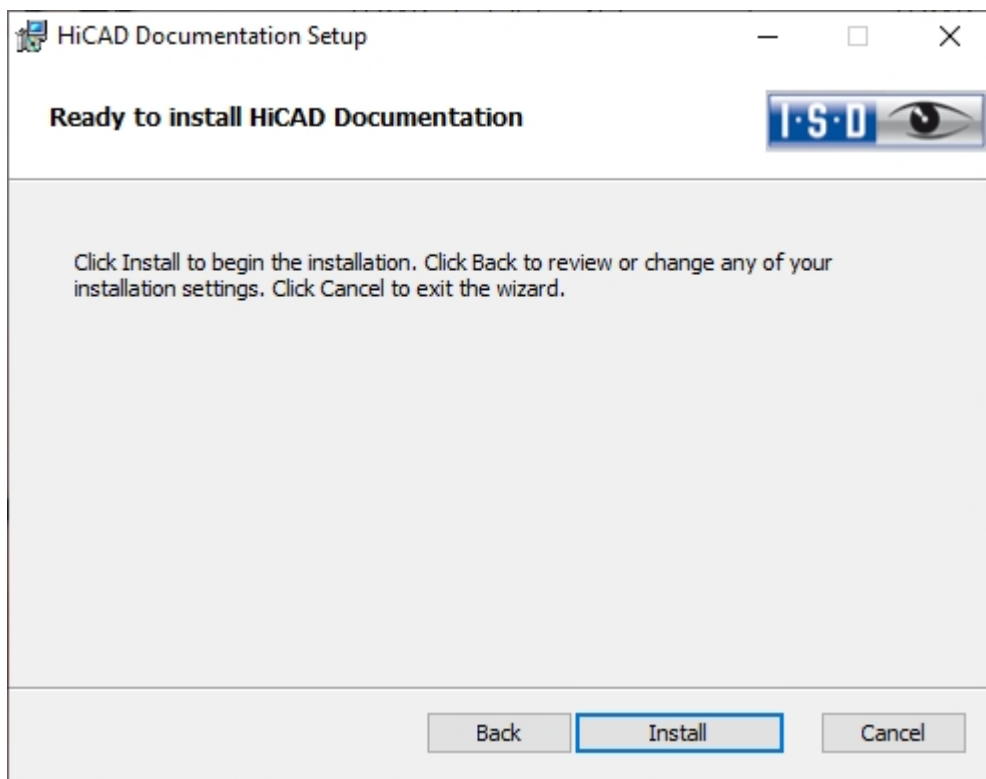 HiCAD Documentation Setup
Ready to install HiCAD Documentation
I·S·D
Click Install to begin the installation. Click Back to review or change any of your
installation settings. Click Cancel to exit the wizard.
Back Install Cancel